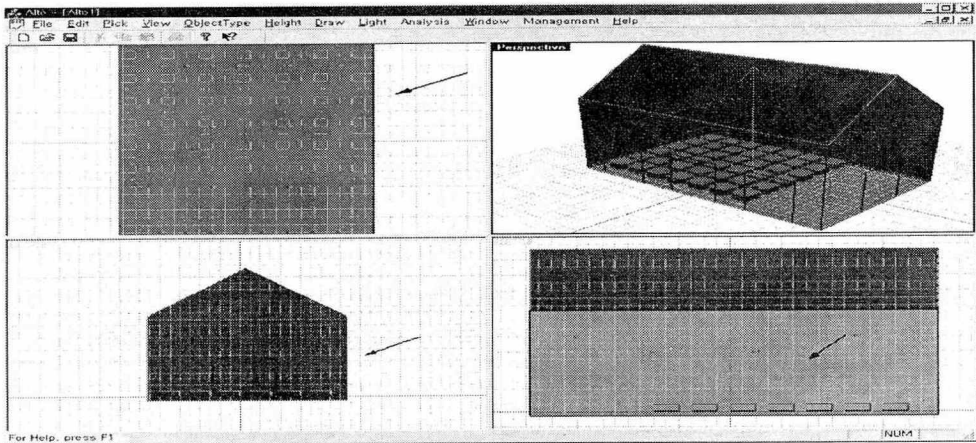 Alto - [Alto1]
File Edit Pick View ObjectType Height Draw Light Analysis Window Management Help
Perspective
For Help, press F1
NUM